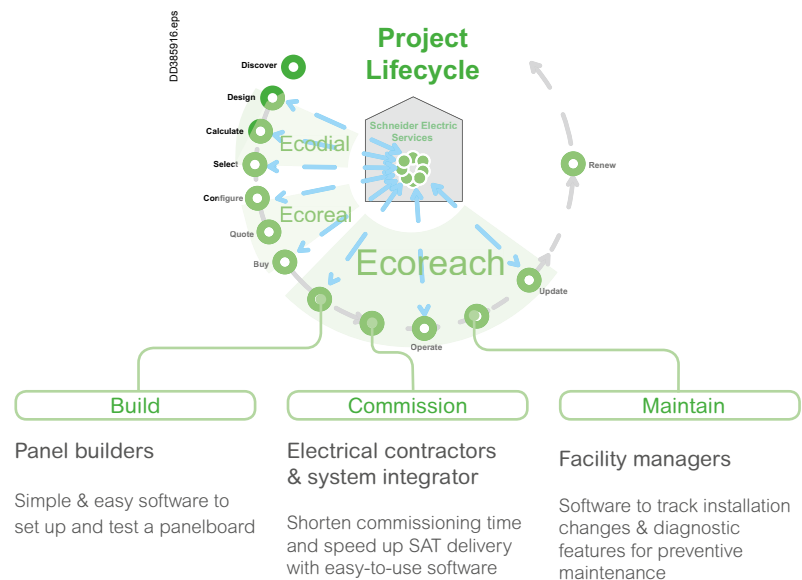 DD385916.eps
Project
Lifecycle
Discover
Design
Calculate
Select
Configure
Quote
Buy
Schneider Electric
Services
Ecodial
Ecoreal
Ecoreach
Renew
Update
Operate
Build
Panel builders
Simple & easy software to
set up and test a panelboard
Commission
Electrical contractors
& system integrator
Shorten commissioning time
and speed up SAT delivery
with easy-to-use software
Maintain
Facility managers
Software to track installation
changes & diagnostic
features for preventive
maintenance